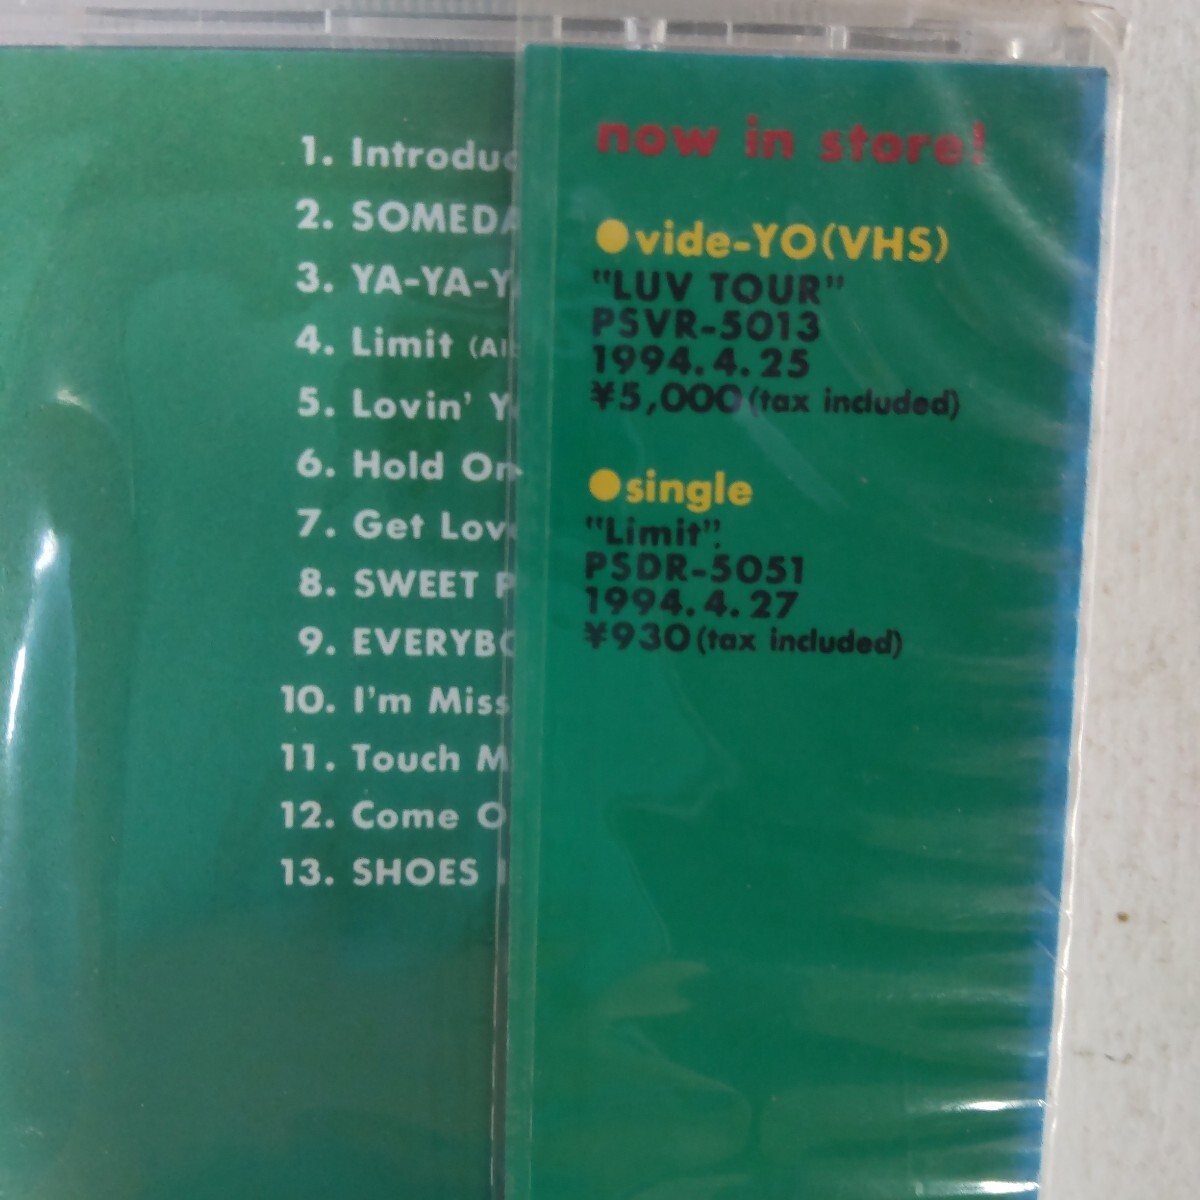 1. Introduc
2. SOMEDA
3. YA-YA-Y
4. Limit (Al
5. Lovin' Y
6. Hold On
7. Get Lov
8. SWEET P
9. EVERYBO
10. I'm Miss
11. Touch M
12. Come O
13. SHOES
now in store!
●vide-YO(VHS)
"LUV TOUR"
PSVR-5013
1994.4.25
¥5,000(tax included)
●single
"Limit"
PSDR-5051
1994.4.27
¥930(tax included)